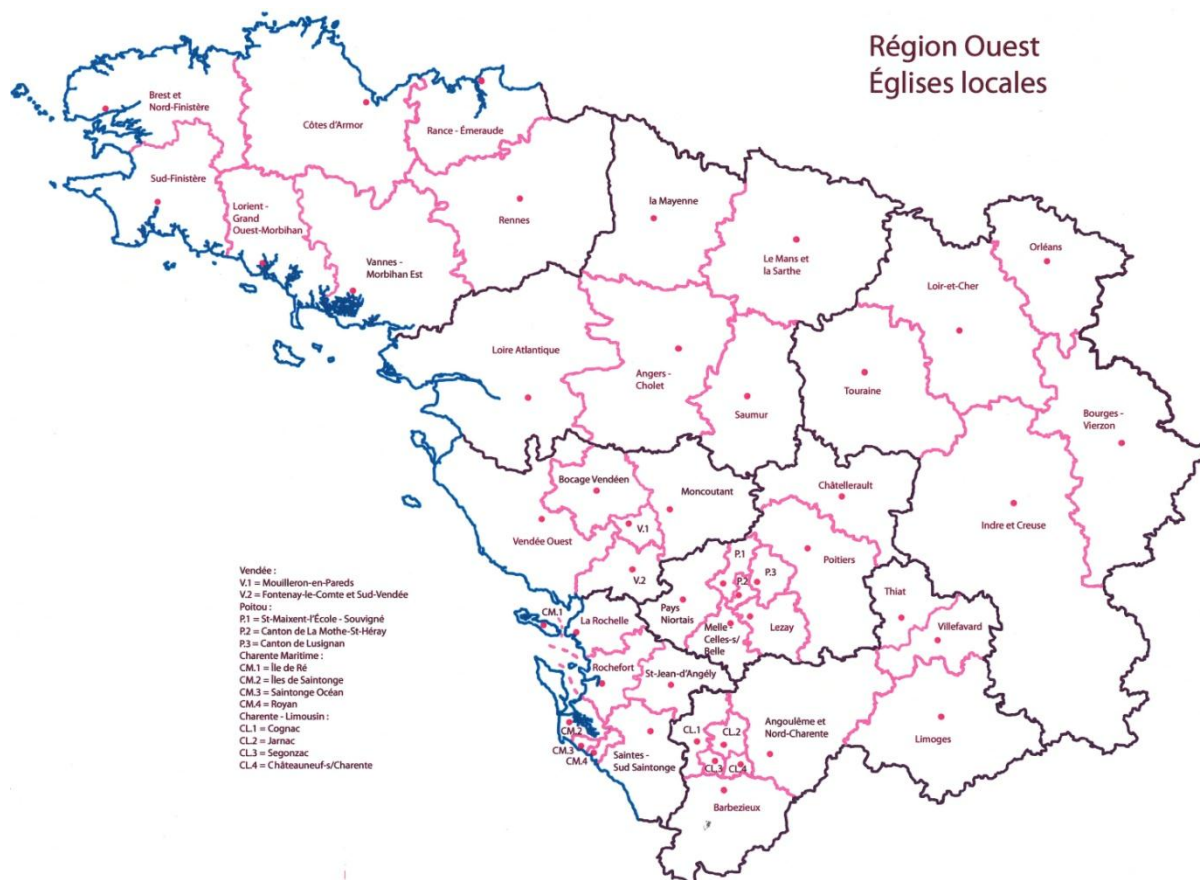 Région Ouest
Églises locales
Brest et
Nord-Finistère
Côtes d'Armor
Rance - Émeraude
Sud-Finistère
Lorient -
Grand
Ouest-Morbihan
Vannes -
Morbihan Est
Rennes
la Mayenne
Le Mans et
la Sarthe
Orléans
Loir-et-Cher
Loire Atlantique
Angers -
Cholet
Saumur
Touraine
Bourges -
Vierzon
Bocage Vendéen
Moncoutant
Châtellerault
Indre et Creuse
Vendée Ouest
V.1
V.2
P.1
P.2
P.3
Poitiers
Pays
Niortais
Melle -
Celles-s/
Belle
Lezay
Thiat
Villefavard
CM.1
La Rochelle
Rochefort
St-Jean-d'Angély
CM.2
CM.3
CM.4
Saintes -
Sud Saintonge
CL.1
CL.2
CL.3
CL.4
Angoulême et
Nord-Charente
Limoges
Barbezieux
Vendée :
V.1 = Mouilleron-en-Pareds
V.2 = Fontenay-le-Comte et Sud-Vendée
Poitou :
P.1 = St-Maixent-l'École - Souvigné
P.2 = Canton de La Mothe-St-Héray
P.3 = Canton de Lusignan
Charente Maritime :
CM.1 = Île de Ré
CM.2 = Îles de Saintonge
CM.3 = Saintonge Océan
CM.4 = Royan
Charente - Limousin :
CL.1 = Cognac
CL.2 = Jarnac
CL.3 = Segonzac
CL.4 = Châteauneuf-s/Charente